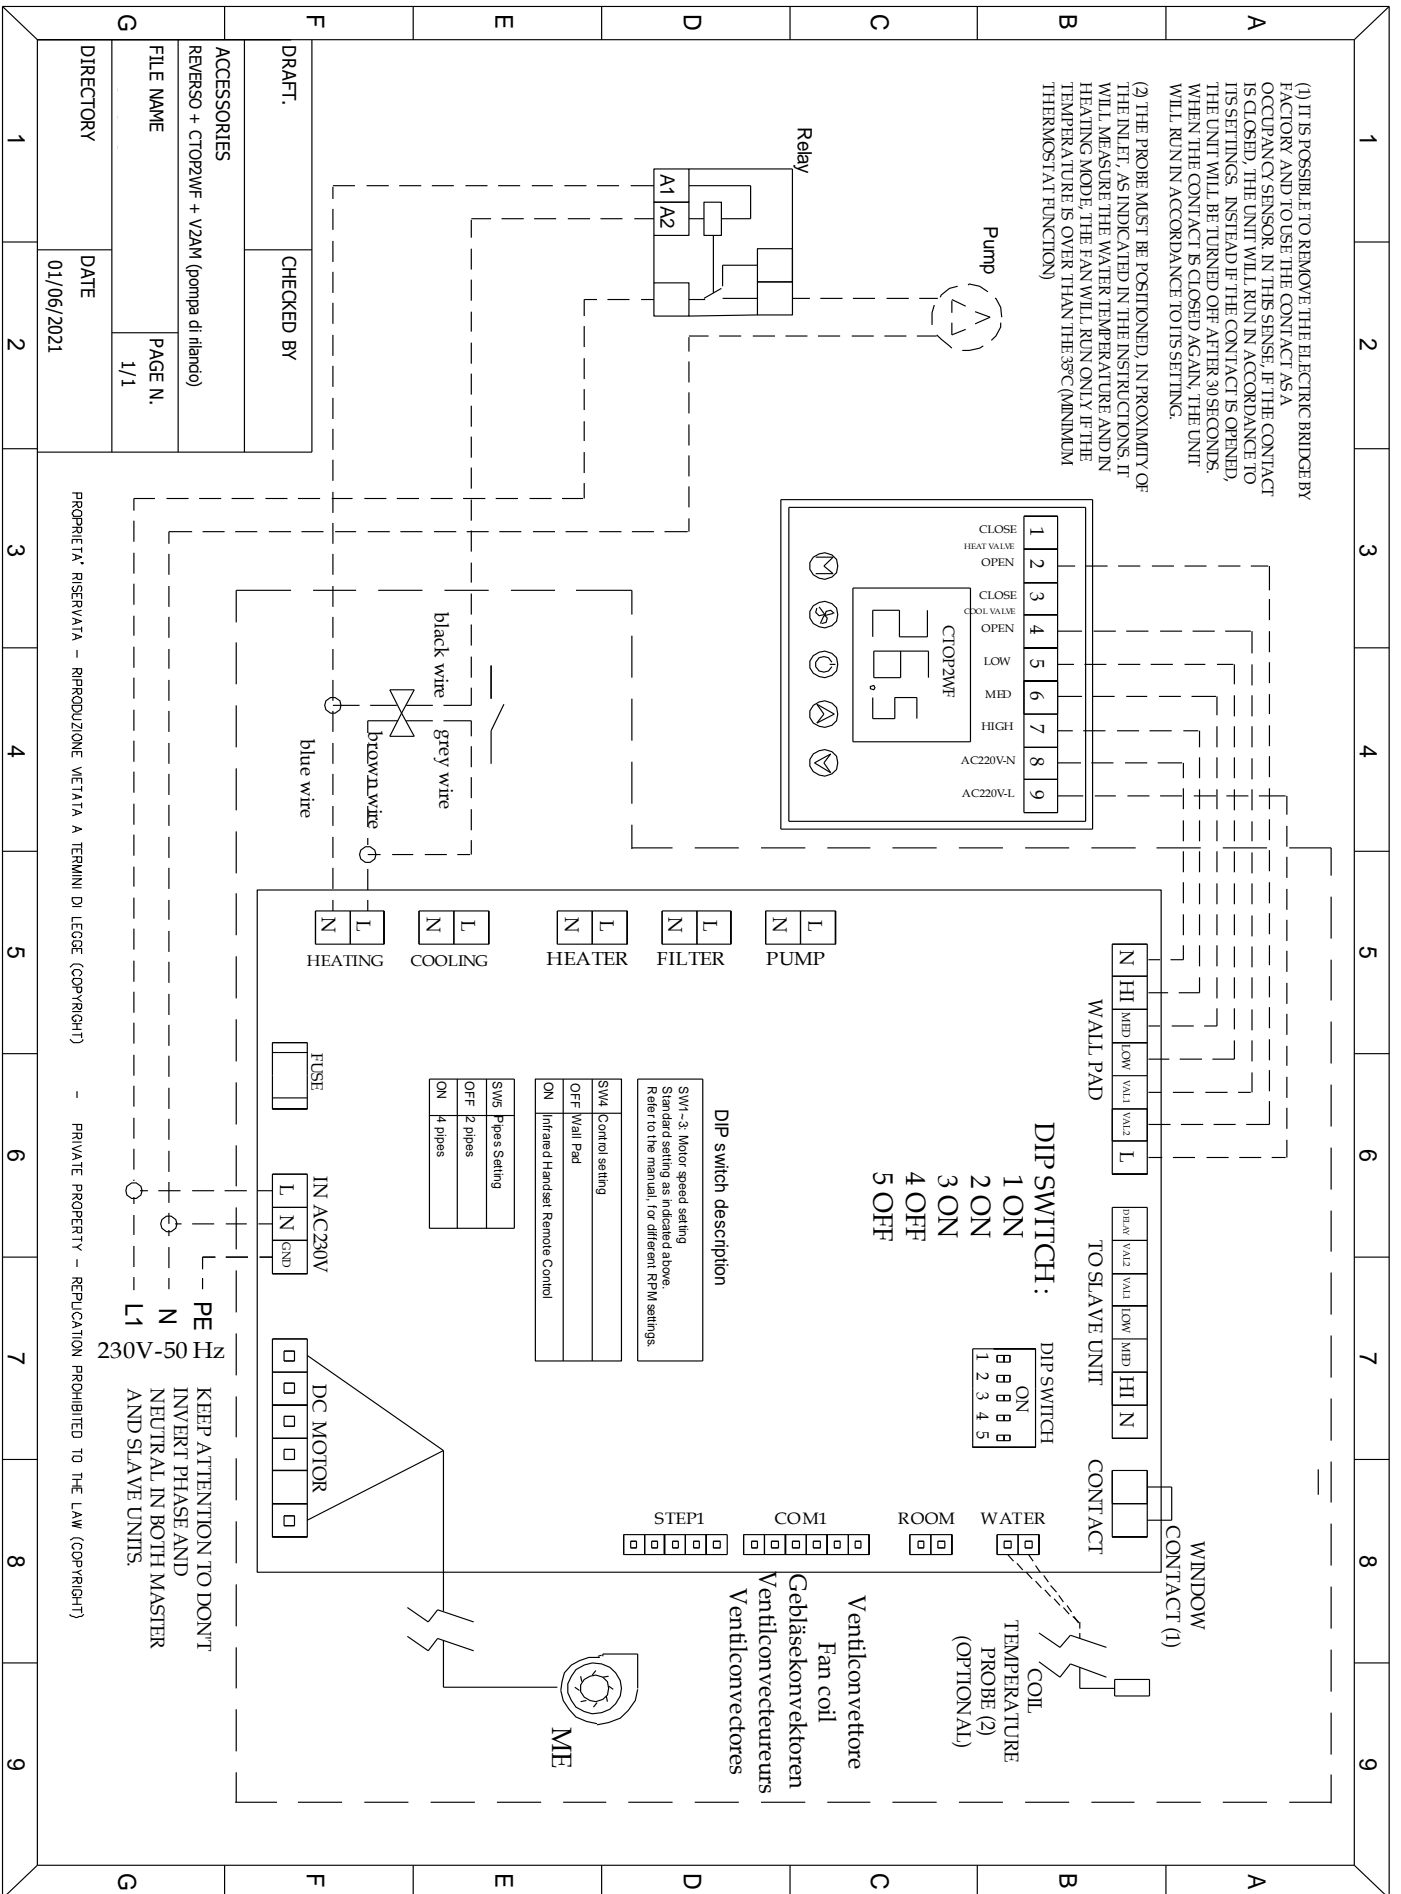 1
2
3
4
5
6
7
8
9
A
B
C
D
E
F
G
(1) IT IS POSSIBLE TO REMOVE THE ELECTRIC BRIDGE BY
FACTORY AND TO USE THE CONTACT AS A
OCCUPANCY SENSOR. IN THIS SENSE, IF THE CONTACT
IS CLOSED, THE UNIT WILL RUN IN ACCORDANCE TO
ITS SETTINGS. INSTEAD IF THE CONTACT IS OPENED,
THE UNIT WILL BE TURNED OFF AFTER 30 SECONDS.
WHEN THE CONTACT IS CLOSED AGAIN, THE UNIT
WILL RUN IN ACCORDANCE TO ITS SETTING.
(2) THE PROBE MUST BE POSITIONED, IN PROXIMITY OF
THE INLET, AS INDICATED IN THE INSTRUCTIONS. IT
WILL MEASURE THE WATER TEMPERATURE AND IN
HEATING MODE, THE FAN WILL RUN ONLY IF THE
TEMPERATURE IS OVER THAN THE 35°C (MINIMUM
THERMOSTAT FUNCTION)
Pump
Relay
A1
A2
1
2
3
4
5
6
7
8
9
CLOSE
HEAT VALVE
OPEN
CLOSE
COOL VALVE
OPEN
LOW
MED
HIGH
AC220V-N
AC220V-L
CTOP2WF
26.5
M
N
HI
MED
LOW
VAL1
VAL2
L
WALL PAD
DELAY
VAL2
VAL1
LOW
MED
HI
N
TO SLAVE UNIT
CONTACT
WINDOW
CONTACT (1)
DIP SWITCH :
1 ON
2 ON
3 ON
4 OFF
5 OFF
DIP SWITCH
ON
1 2 3 4 5
WATER
ROOM
COM1
STEP1
COIL
TEMPERATURE
PROBE (2)
(OPTIONAL)
Ventilconvettore
Fan coil
Gebläsekonvektoren
Ventilconvecteureurs
Ventilconvectores
L
N
PUMP
L
N
FILTER
L
N
HEATER
L
N
COOLING
L
N
HEATING
DIP switch description
SW1~3: Motor speed setting
Standard setting as indicated above.
Refer to the manual, for different RPM settings.
SW4 Control setting
OFF Wall Pad
ON Infrared Handset Remote Control
SW5 Pipes Setting
OFF 2 pipes
ON 4 pipes
black wire
grey wire
brown wire
blue wire
FUSE
IN AC230V
L
N
GND
DC MOTOR
ME
PE
N
L1
230V-50 Hz
KEEP ATTENTION TO DON'T
INVERT PHASE AND
NEUTRAL IN BOTH MASTER
AND SLAVE UNITS.
DRAFT.
CHECKED BY
ACCESSORIES
REVERSO + CTOP2WF + V2AM (pompa di rilancio)
FILE NAME
PAGE N.
1/1
DIRECTORY
DATE
01/06/2021
PROPRIETA' RISERVATA - RIPRODUZIONE VIETATA A TERMINI DI LEGGE (COPYRIGHT) - PRIVATE PROPERTY - REPLICATION PROHIBITED TO THE LAW (COPYRIGHT)
1
2
3
4
5
6
7
8
9
A
B
C
D
E
F
G